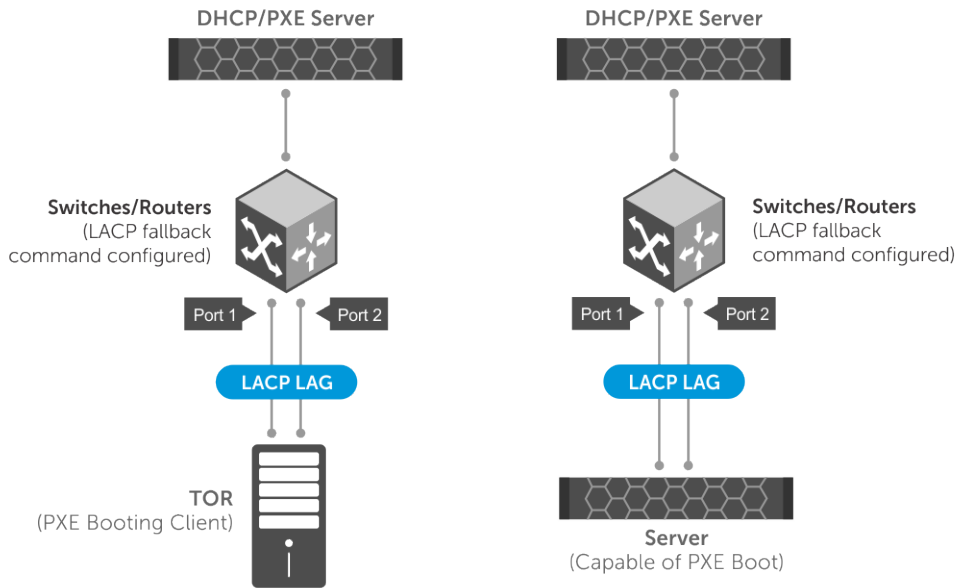 DHCP/PXE Server
Switches/Routers
(LACP fallback
command configured)
Port 1
Port 2
LACP LAG
TOR
(PXE Booting Client)
DHCP/PXE Server
Switches/Routers
(LACP fallback
command configured)
Port 1
Port 2
LACP LAG
Server
(Capable of PXE Boot)